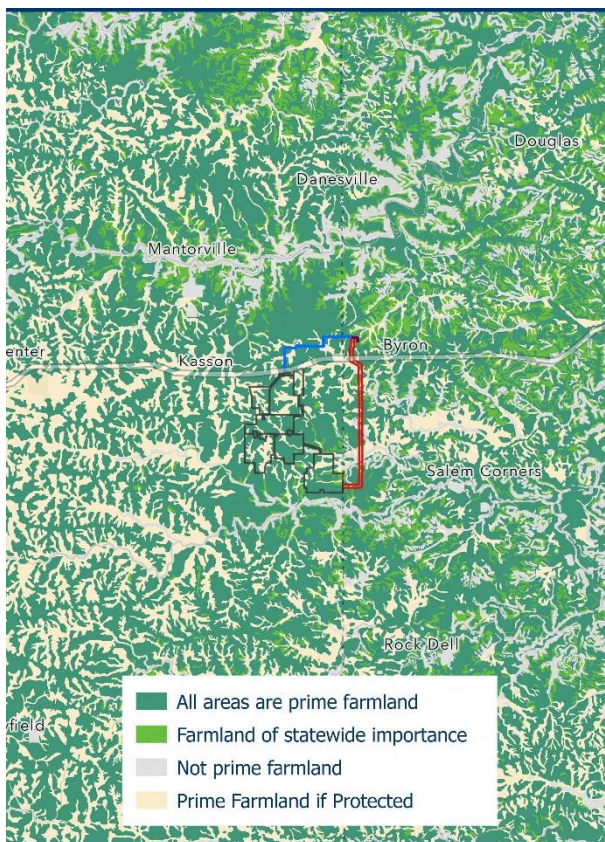 Douglas
Danesville
Mantorville
enter
Kasson
Byron
Salem Corners
Rock Dell
yfield
All areas are prime farmland
Farmland of statewide importance
Not prime farmland
Prime Farmland if Protected